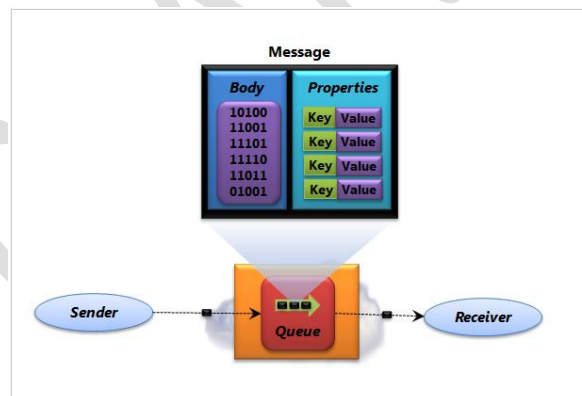 Message
Body
Properties
10100
11001
11101
11110
11011
01001
Key Value
Key Value
Key Value
Key Value
Sender
Queue
Receiver